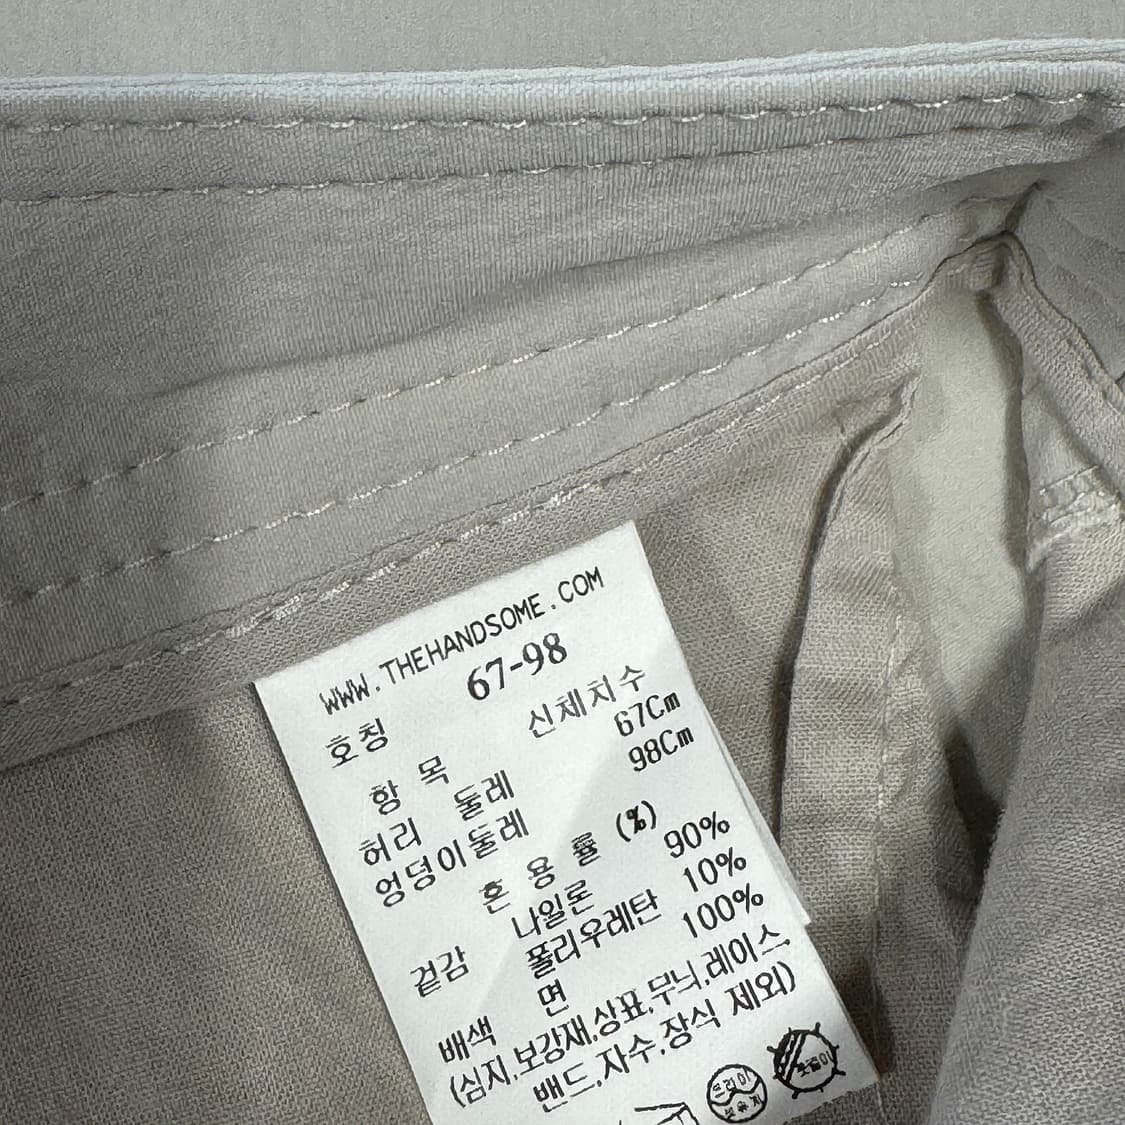 WWW.THEHANDSOME.COM
호칭 67-98
항 목 신체치수
허리 둘레 67Cm
엉덩이둘레 98Cm
혼 용 률 (%)
겉감 나일론 90%
폴리우레탄 10%
배색 면 100%
(심지,보강재,상표,무늬,레이스,
밴드,자수,장식 제외)
드라이